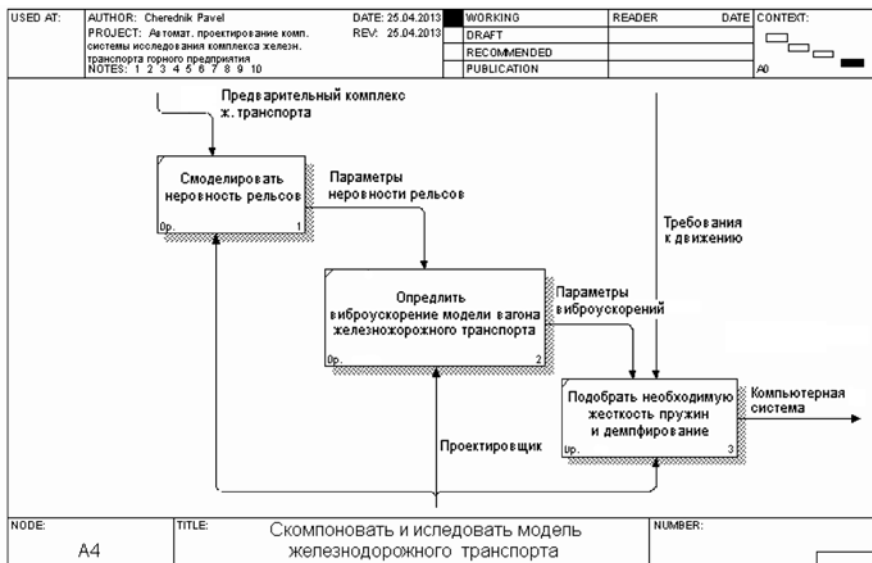 USED AT:
AUTHOR: Cherednik Pavel
DATE: 25.04.2013
PROJECT: Автомат. проектирование комп.
системы исследования комплекса железн.
транспорта горного предприятия
REV: 25.04.2013
NOTES: 1 2 3 4 5 6 7 8 9 10
WORKING
DRAFT
RECOMMENDED
PUBLICATION
READER
DATE
CONTEXT:
A0
Предварительный комплекс
ж. транспорта
Смоделировать
неровность рельсов
0р.
1
Параметры
неровности рельсов
Требования
к движению
Опредлить
виброускорение модели вагона
железножорожного транспорта
0р.
2
Параметры
виброускорений
Подобрать необходимую
жесткость пружин
и демпфирование
0р.
3
Компьютерная
система
Проектировщик
NODE:
A4
TITLE:
Скомпоновать и иследовать модель
железнодорожного транспорта
NUMBER: